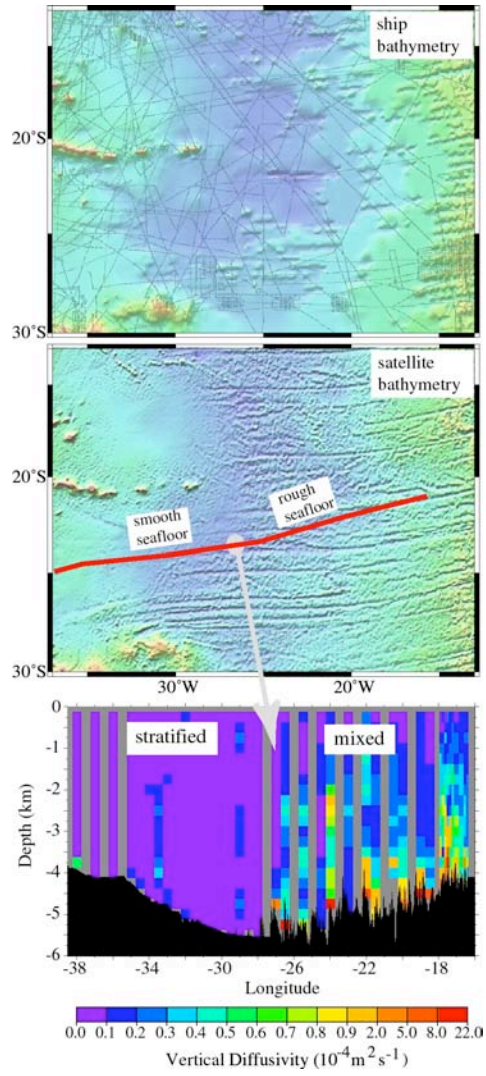 ship
bathymetry
20°S
30°S
satellite
bathymetry
20°S
rough
seafloor
smooth
seafloor
30°S
30°W 20°W
0
stratified mixed
-1
-2
Depth (km)
-3
-4
-5
-6
-38 -34 -30 -26 -22 -18
Longitude
0.0 0.1 0.2 0.3 0.4 0.5 0.6 0.7 0.8 0.9 2.0 5.0 8.0 22.0
Vertical Diffusivity (10⁻⁴m² s⁻¹)